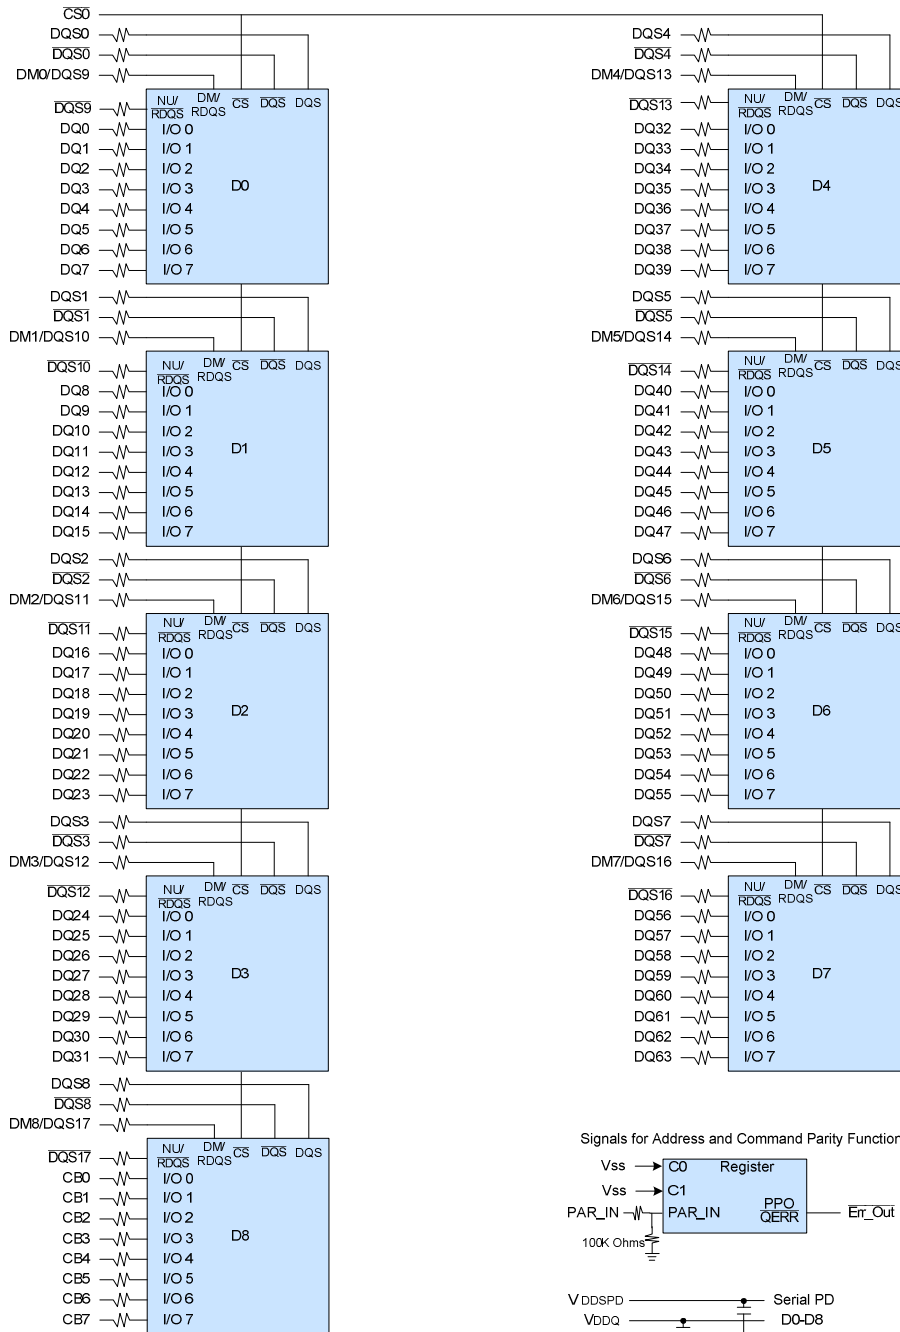 CS0
DQS0
DQS0
DM0/DQS9
NU/ DM/ CS DQS DQS
RDQS RDQS
DQS9
DQ0 I/O 0
DQ1 I/O 1
DQ2 I/O 2
DQ3 I/O 3 D0
DQ4 I/O 4
DQ5 I/O 5
DQ6 I/O 6
DQ7 I/O 7
DQS1
DQS1
DM1/DQS10
NU/ DM/ CS DQS DQS
RDQS RDQS
DQS10
DQ8 I/O 0
DQ9 I/O 1
DQ10 I/O 2
DQ11 I/O 3 D1
DQ12 I/O 4
DQ13 I/O 5
DQ14 I/O 6
DQ15 I/O 7
DQS2
DQS2
DM2/DQS11
NU/ DM/ CS DQS DQS
RDQS RDQS
DQS11
DQ16 I/O 0
DQ17 I/O 1
DQ18 I/O 2
DQ19 I/O 3 D2
DQ20 I/O 4
DQ21 I/O 5
DQ22 I/O 6
DQ23 I/O 7
DQS3
DQS3
DM3/DQS12
NU/ DM/ CS DQS DQS
RDQS RDQS
DQS12
DQ24 I/O 0
DQ25 I/O 1
DQ26 I/O 2
DQ27 I/O 3 D3
DQ28 I/O 4
DQ29 I/O 5
DQ30 I/O 6
DQ31 I/O 7
DQS8
DQS8
DM8/DQS17
NU/ DM/ CS DQS DQS
RDQS RDQS
DQS17
CB0 I/O 0
CB1 I/O 1
CB2 I/O 2
CB3 I/O 3 D8
CB4 I/O 4
CB5 I/O 5
CB6 I/O 6
CB7 I/O 7
DQS4
DQS4
DM4/DQS13
NU/ DM/ CS DQS DQS
RDQS RDQS
DQS13
DQ32 I/O 0
DQ33 I/O 1
DQ34 I/O 2
DQ35 I/O 3 D4
DQ36 I/O 4
DQ37 I/O 5
DQ38 I/O 6
DQ39 I/O 7
DQS5
DQS5
DM5/DQS14
NU/ DM/ CS DQS DQS
RDQS RDQS
DQS14
DQ40 I/O 0
DQ41 I/O 1
DQ42 I/O 2
DQ43 I/O 3 D5
DQ44 I/O 4
DQ45 I/O 5
DQ46 I/O 6
DQ47 I/O 7
DQS6
DQS6
DM6/DQS15
NU/ DM/ CS DQS DQS
RDQS RDQS
DQS15
DQ48 I/O 0
DQ49 I/O 1
DQ50 I/O 2
DQ51 I/O 3 D6
DQ52 I/O 4
DQ53 I/O 5
DQ54 I/O 6
DQ55 I/O 7
DQS7
DQS7
DM7/DQS16
NU/ DM/ CS DQS DQS
RDQS RDQS
DQS16
DQ56 I/O 0
DQ57 I/O 1
DQ58 I/O 2
DQ59 I/O 3 D7
DQ60 I/O 4
DQ61 I/O 5
DQ62 I/O 6
DQ63 I/O 7
Signals for Address and Command Parity Function
Vss C0 Register
Vss C1
PPO
PAR_IN PAR_IN QERR Err_Out
100K Ohms
VDDSPD Serial PD
VDDQ D0-D8